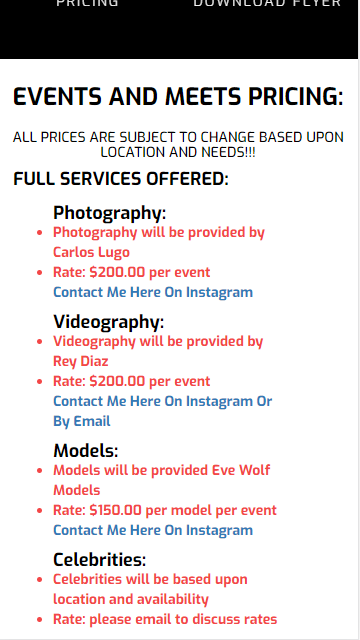 PRICING DOWNLOAD FLYER
EVENTS AND MEETS PRICING:
ALL PRICES ARE SUBJECT TO CHANGE BASED UPON
LOCATION AND NEEDS!!!
FULL SERVICES OFFERED:
Photography:
Photography will be provided by
Carlos Lugo
Rate: $200.00 per event
Contact Me Here On Instagram
Videography:
Videography will be provided by
Rey Diaz
Rate: $200.00 per event
Contact Me Here On Instagram Or
By Email
Models:
Models will be provided Eve Wolf
Models
Rate: $150.00 per model per event
Contact Me Here On Instagram
Celebrities:
Celebrities will be based upon
location and availability
Rate: please email to discuss rates